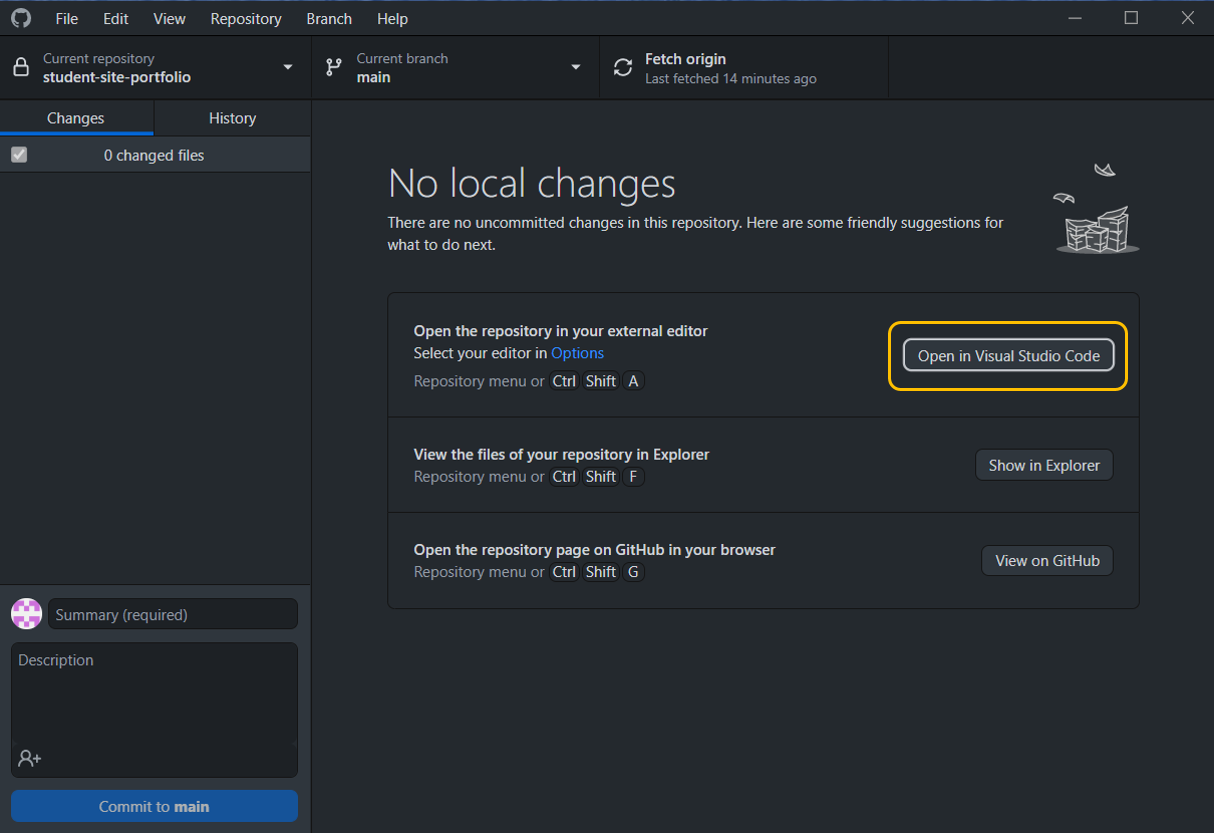 File Edit View Repository Branch Help
Current repository
student-site-portfolio
Current branch
main
Fetch origin
Last fetched 14 minutes ago
Changes
History
0 changed files
No local changes
There are no uncommitted changes in this repository. Here are some friendly suggestions for
what to do next.
Open the repository in your external editor
Select your editor in Options
Repository menu or Ctrl Shift A
Open in Visual Studio Code
View the files of your repository in Explorer
Repository menu or Ctrl Shift F
Show in Explorer
Open the repository page on GitHub in your browser
Repository menu or Ctrl Shift G
View on GitHub
Summary (required)
Description
Commit to main